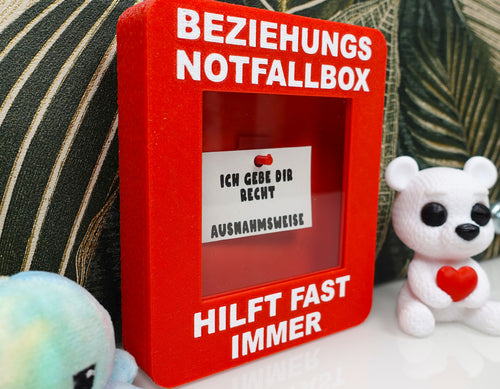 BEZIEHUNGS
NOTFALLBOX
ICH GEBE DIR
RECHT
AUSNAHMSWEISE
HILFT FAST
IMMER